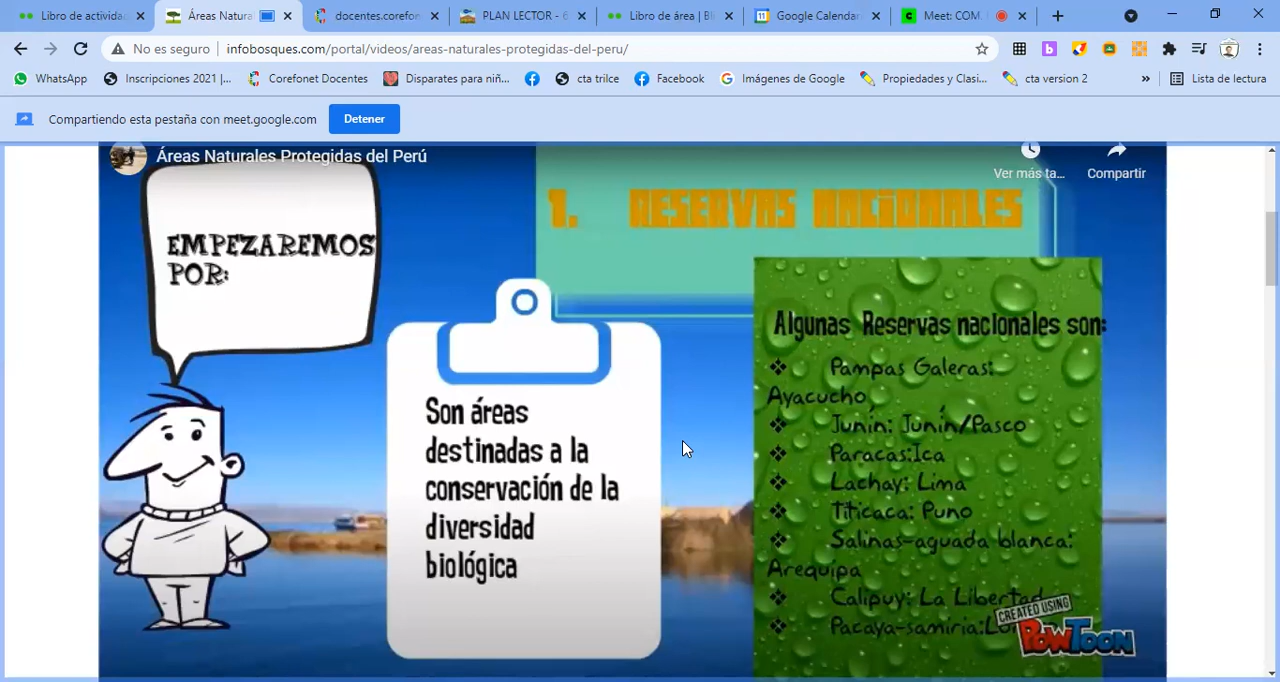 Libro de activida
Áreas Natura
docentes.corefon
PLAN LECTOR - 6
Libro de área | Bl
Google Calendar
Meet: COM
No es seguro
infobosques.com/portal/videos/areas-naturales-protegidas-del-peru/
WhatsApp
Inscripciones 2021 |...
Corefonet Docentes
Disparates para niñ...
cta trilce
Facebook
Imágenes de Google
Propiedades y Clasi...
cta version 2
»
Lista de lectura
Compartiendo esta pestaña con meet.google.com
Detener
Áreas Naturales Protegidas del Perú
Ver más ta...
Compartir
EMPEZAREMOS
POR:
1. RESERVAS NACIONALES
Son áreas
destinadas a la
conservación de la
diversidad
biológica
Algunas Reservas nacionales son:
Pampas Galeras:
Ayacucho
Junín: Junín/Pasco
Paracas:Ica
Lachay: Lima
Titicaca: Puno
Salinas-aguada blanca:
Arequipa
Calipuy: La Libertad
Pacaya-samiria:
CREATED USING
POWTOON